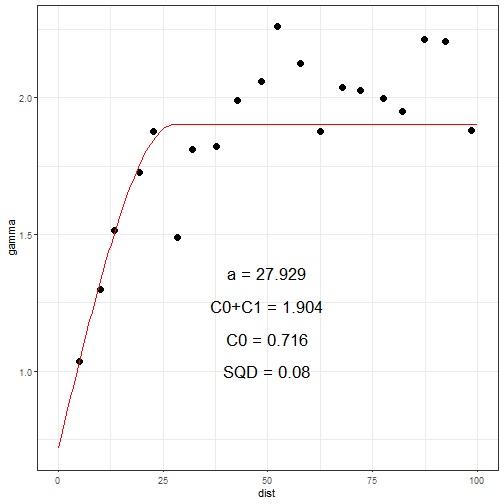 2.0
1.5
1.0
gamma
a = 27.929
C0+C1 = 1.904
C0 = 0.716
SQD = 0.08
0 25 50 75 100
dist